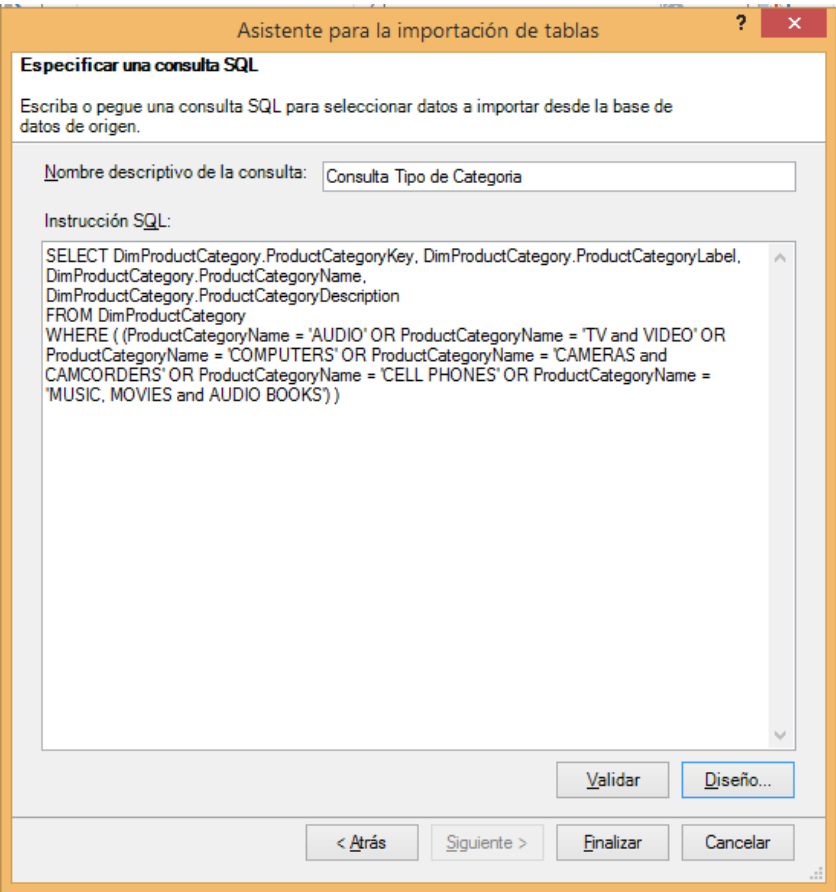 Asistente para la importación de tablas
?
Especificar una consulta SQL
Escriba o pegue una consulta SQL para seleccionar datos a importar desde la base de
datos de origen.
Nombre descriptivo de la consulta: Consulta Tipo de Categoria
Instrucción SQL:
SELECT DimProductCategory.ProductCategoryKey, DimProductCategory.ProductCategoryLabel,
DimProductCategory.ProductCategoryName,
DimProductCategory.ProductCategoryDescription
FROM DimProductCategory
WHERE ( (ProductCategoryName = 'AUDIO' OR ProductCategoryName = 'TV and VIDEO' OR
ProductCategoryName = 'COMPUTERS' OR ProductCategoryName = 'CAMERAS and
CAMCORDERS' OR ProductCategoryName = 'CELL PHONES' OR ProductCategoryName =
'MUSIC, MOVIES and AUDIO BOOKS') )
Validar Diseño...
< Atrás Siguiente > Finalizar Cancelar